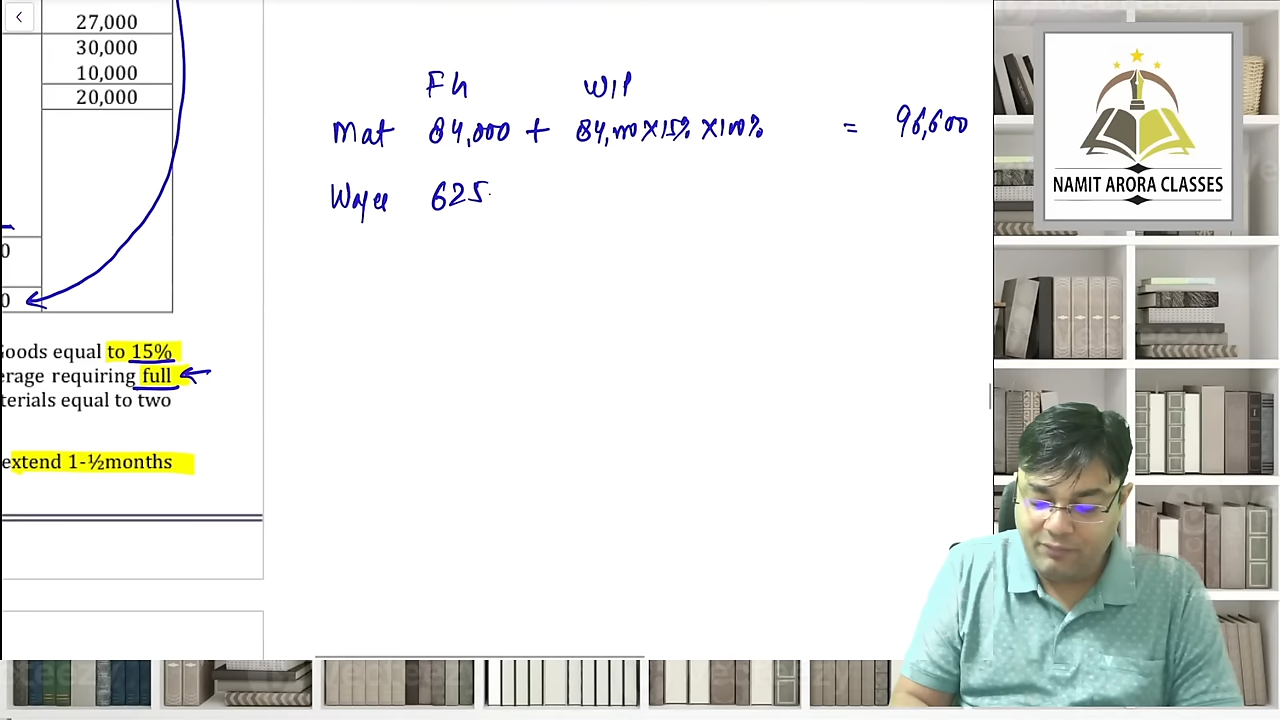 27,000
30,000
10,000
20,000
0
0
Goods equal to 15%
erage requiring full
terials equal to two
extend 1-½months
FG WIP
Mat 84,000 + 84,000 x 15% x 100% = 96,600
Wages 625
NAMIT ARORA CLASSES